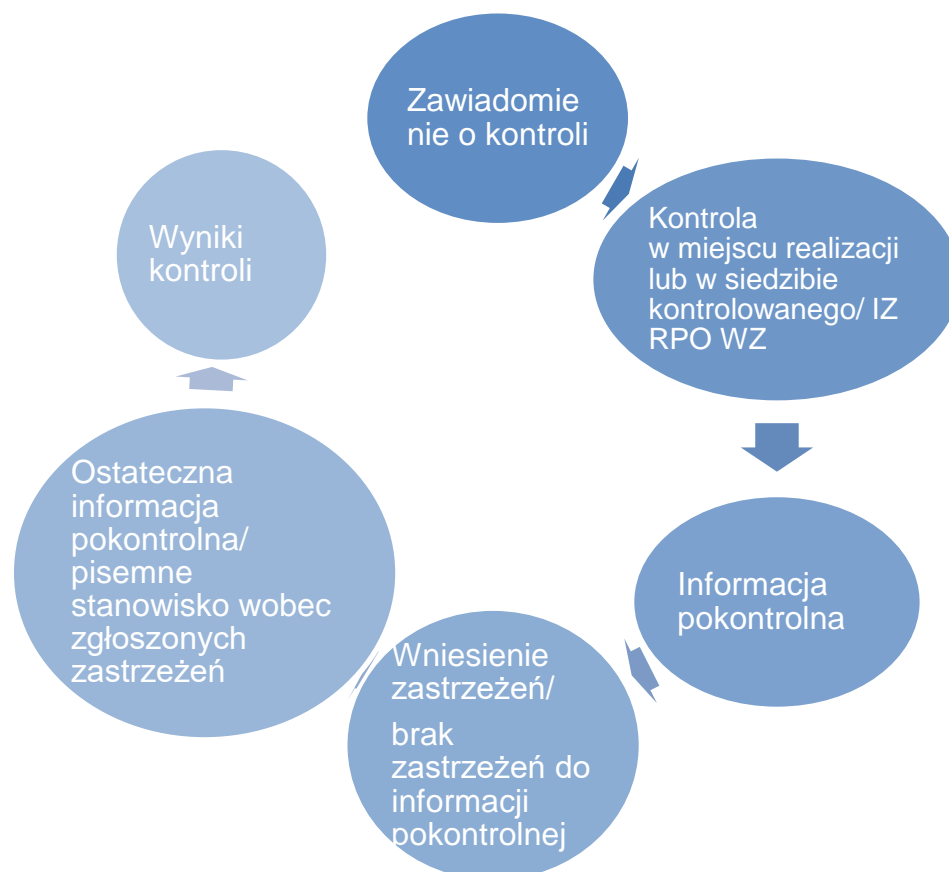 Zawiadomie
nie o kontroli
Kontrola
w miejscu realizacji
lub w siedzibie
kontrolowanego/ IZ
RPO WZ
Informacja
pokontrolna
Wniesienie
zastrzeżeń/
brak
zastrzeżeń do
informacji
pokontrolnej
Ostateczna
informacja
pokontrolna/
pisemne
stanowisko wobec
zgłoszonych
zastrzeżeń
Wyniki
kontroli